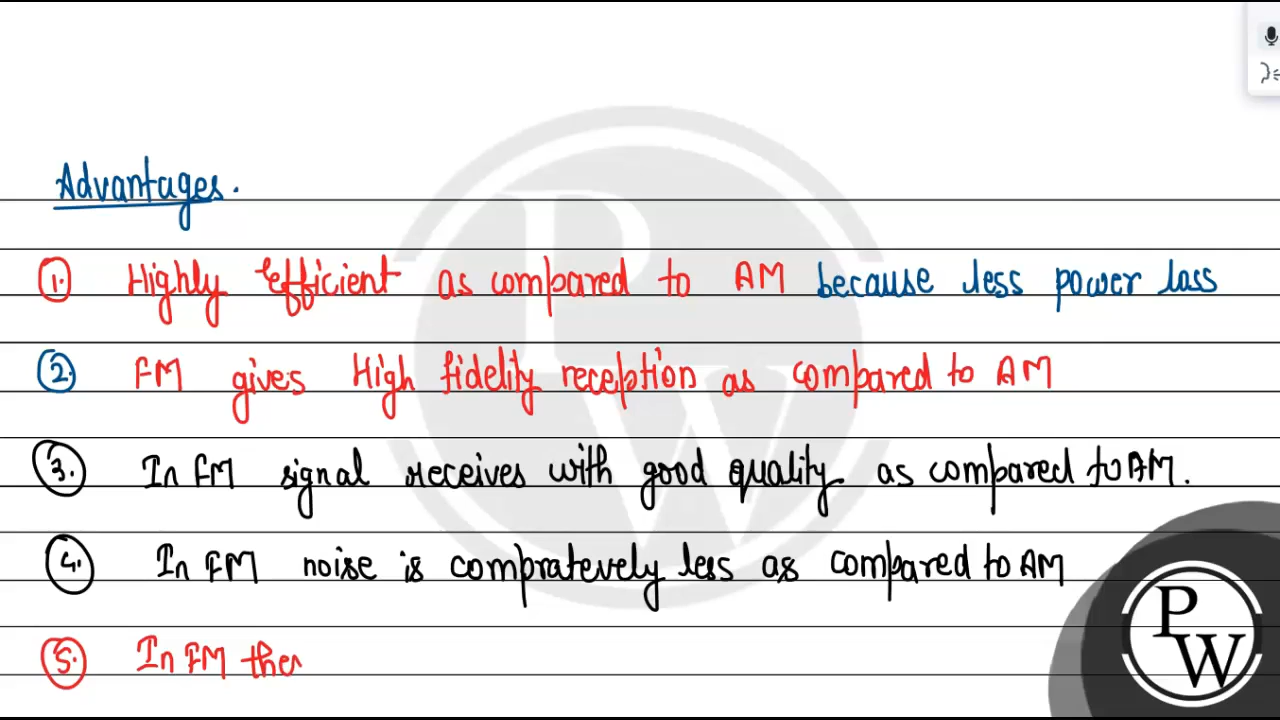 Advantages.
1. Highly efficient as compared to AM because less power loss
2. FM gives High fidelity reception as compared to AM
3. In FM signal receives with good quality as compared to AM.
4. In FM noise is compratevely less as compared to AM
5. In FM ther
P
W
P
W